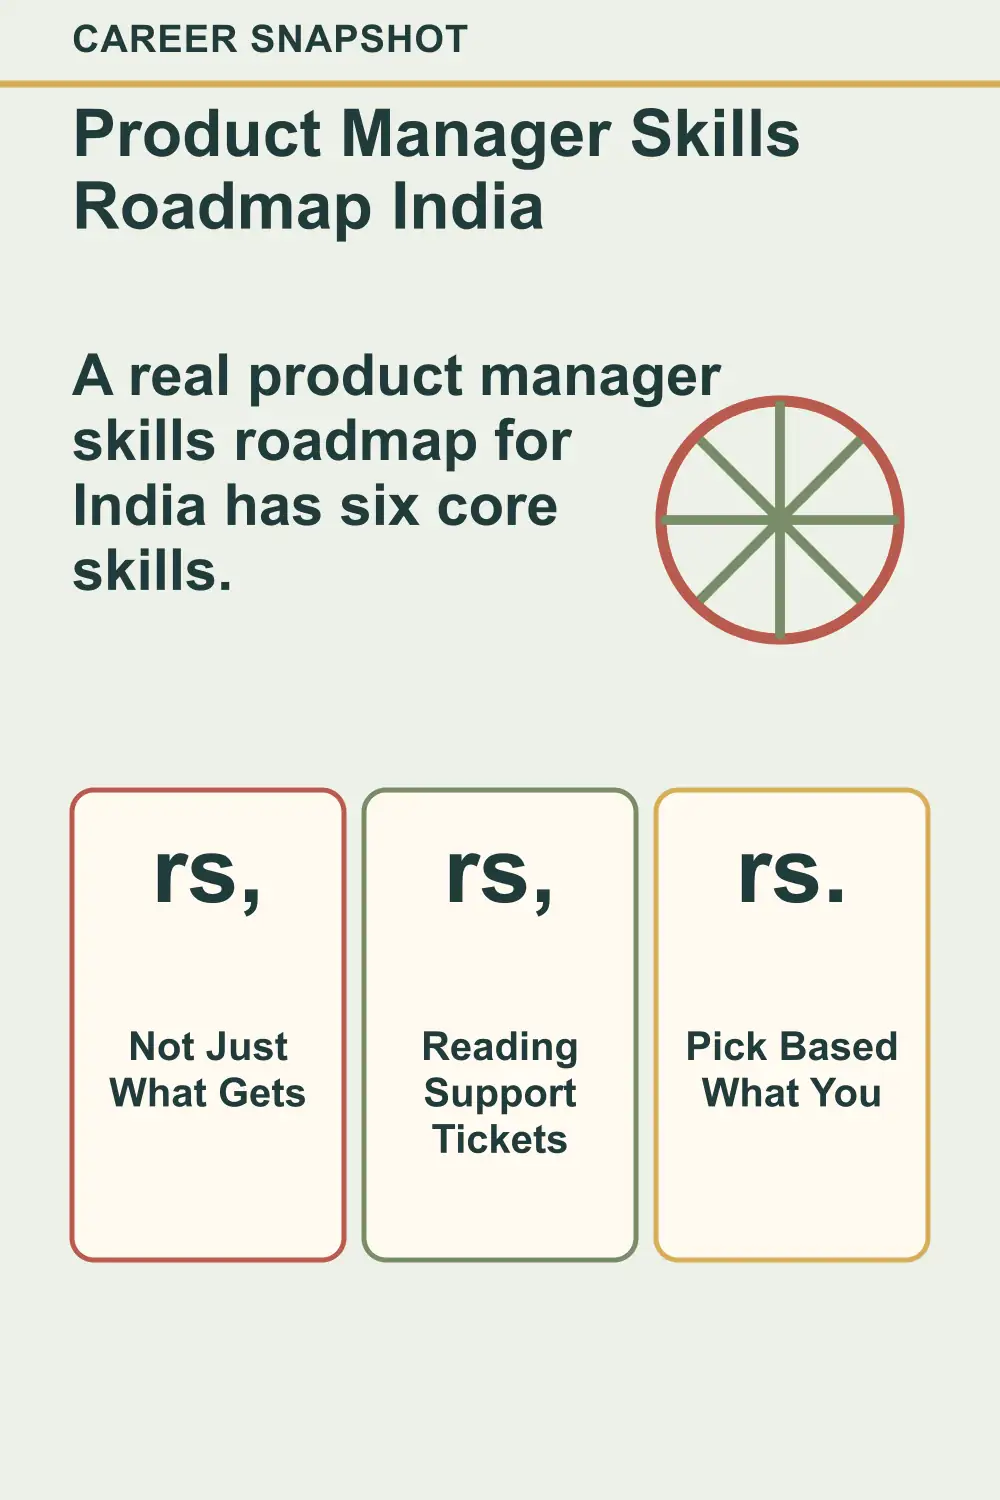 CAREER SNAPSHOT
Product Manager Skills
Roadmap India
A real product manager
skills roadmap for
India has six core
skills.
rs,
Not Just
What Gets
rs,
Reading
Support
Tickets
rs.
Pick Based
What You